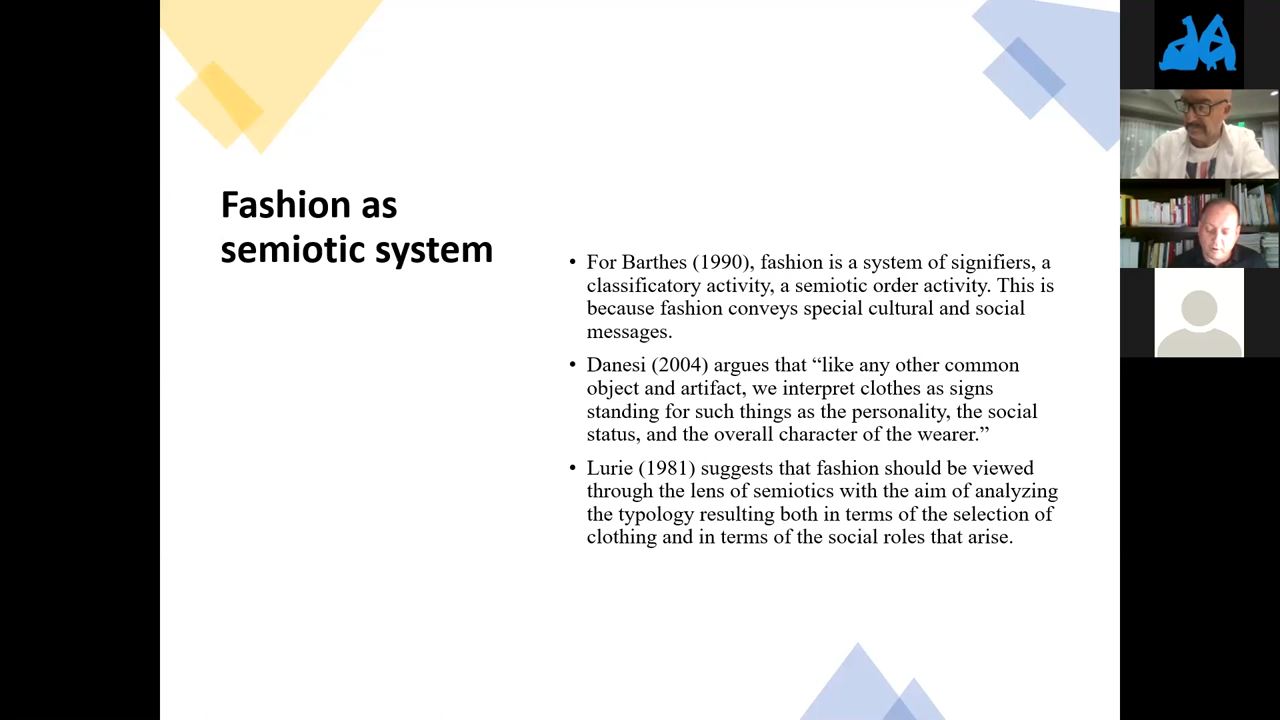 Fashion as
semiotic system
• For Barthes (1990), fashion is a system of signifiers, a
classificatory activity, a semiotic order activity. This is
because fashion conveys special cultural and social
messages.
• Danesi (2004) argues that “like any other common
object and artifact, we interpret clothes as signs
standing for such things as the personality, the social
status, and the overall character of the wearer.”
• Lurie (1981) suggests that fashion should be viewed
through the lens of semiotics with the aim of analyzing
the typology resulting both in terms of the selection of
clothing and in terms of the social roles that arise.